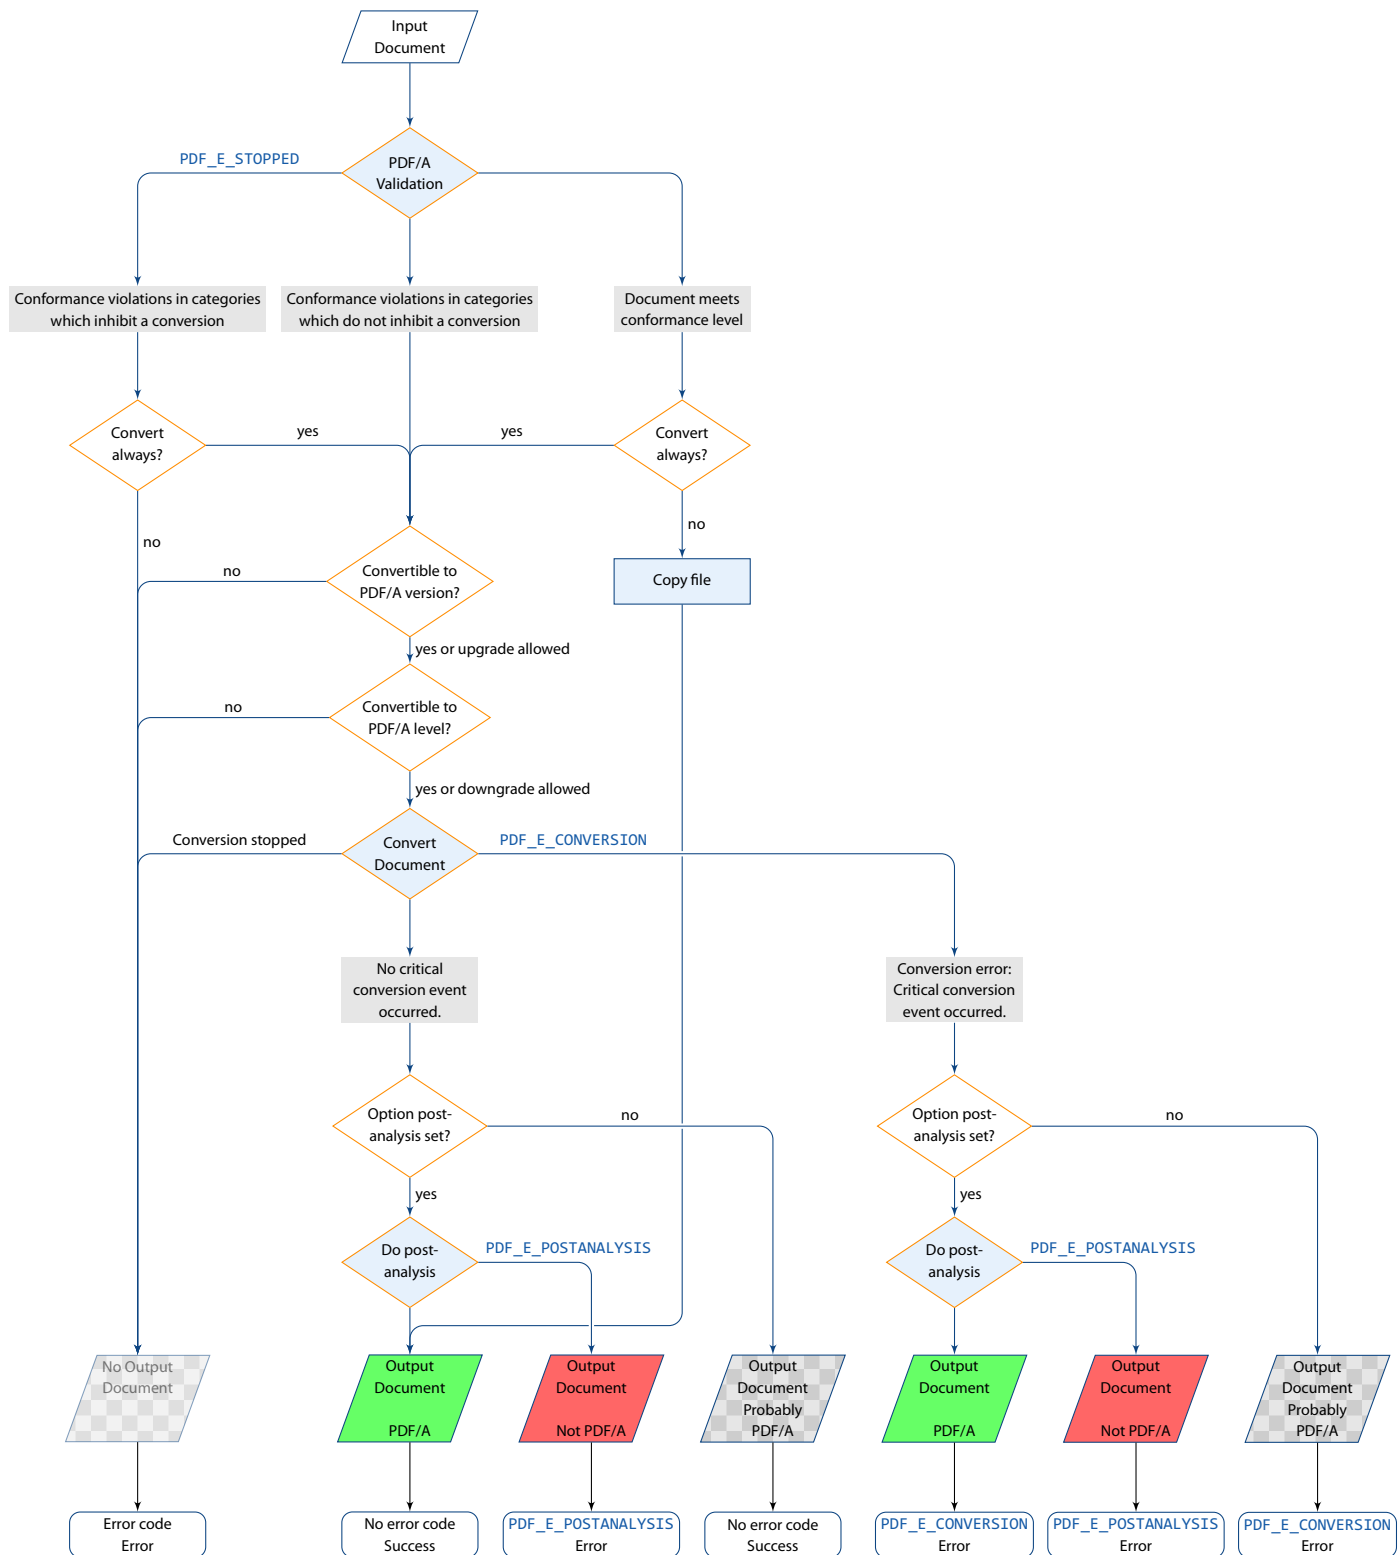 Input
Document
PDF_E_STOPPED
PDF/A
Validation
Conformance violations in categories
which inhibit a conversion
Conformance violations in categories
which do not inhibit a conversion
Document meets
conformance level
Convert
always?
yes
yes
Convert
always?
no
no
Convertible to
PDF/A version?
no
Copy file
yes or upgrade allowed
Convertible to
PDF/A level?
no
yes or downgrade allowed
Conversion stopped
Convert
Document
PDF_E_CONVERSION
No critical
conversion event
occurred.
Conversion error:
Critical conversion
event occurred.
Option post-
analysis set?
no
Option post-
analysis set?
no
yes
yes
Do post-
analysis
PDF_E_POSTANALYSIS
Do post-
analysis
PDF_E_POSTANALYSIS
No Output
Document
Output
Document
PDF/A
Output
Document
Not PDF/A
Output
Document
Probably
PDF/A
Output
Document
PDF/A
Output
Document
Not PDF/A
Output
Document
Probably
PDF/A
Error code
Error
No error code
Success
PDF_E_POSTANALYSIS
Error
No error code
Success
PDF_E_CONVERSION
Error
PDF_E_POSTANALYSIS
Error
PDF_E_CONVERSION
Error